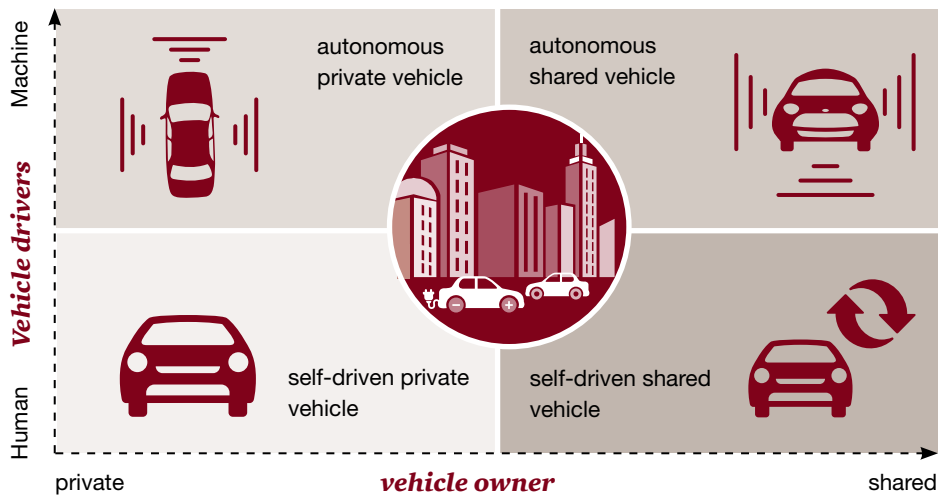 Machine
Vehicle drivers
Human
autonomous
private vehicle
autonomous
shared vehicle
self-driven private
vehicle
self-driven shared
vehicle
private
vehicle owner
shared